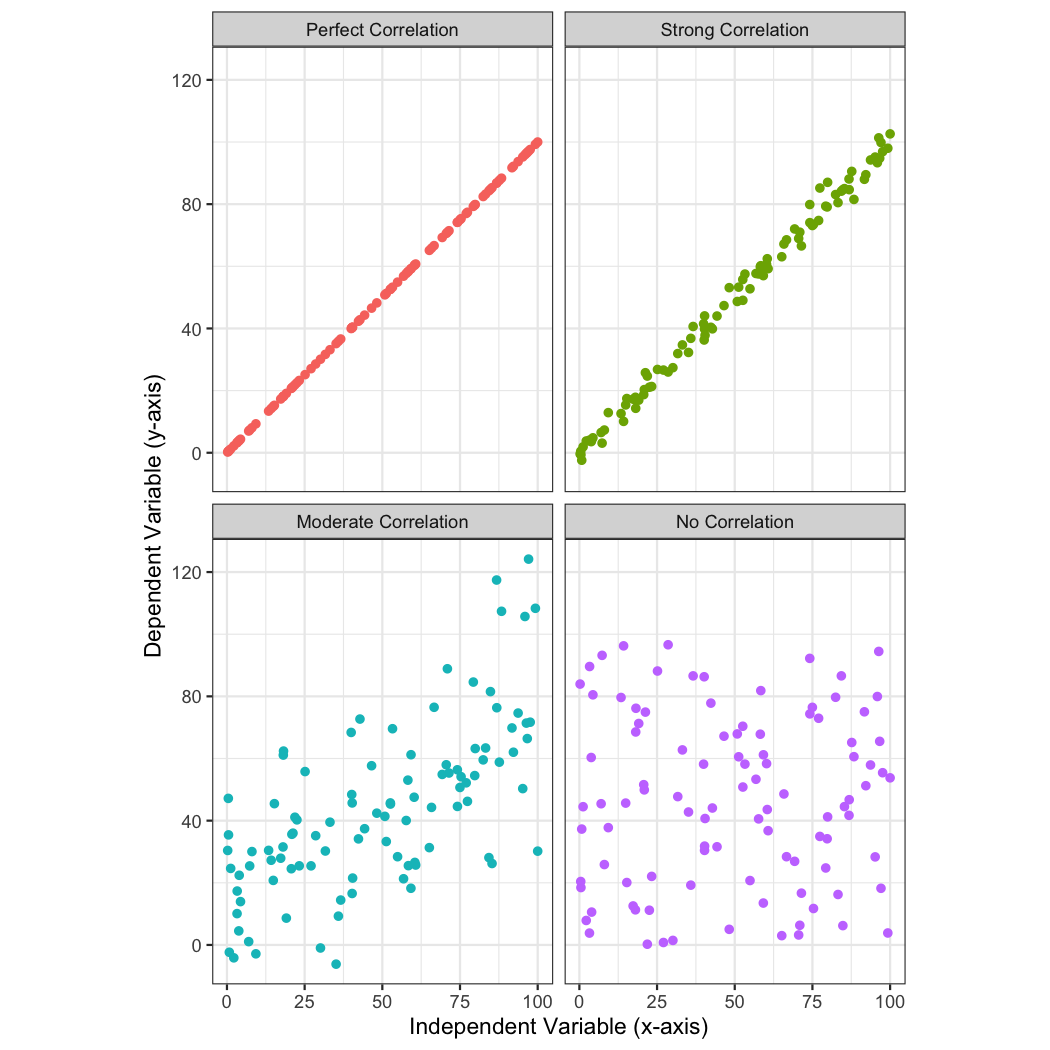 Perfect Correlation
Strong Correlation
120
80
40
0
Moderate Correlation
No Correlation
120
80
40
0
0 25 50 75 100
0 25 50 75 100
Dependent Variable (y-axis)
Independent Variable (x-axis)